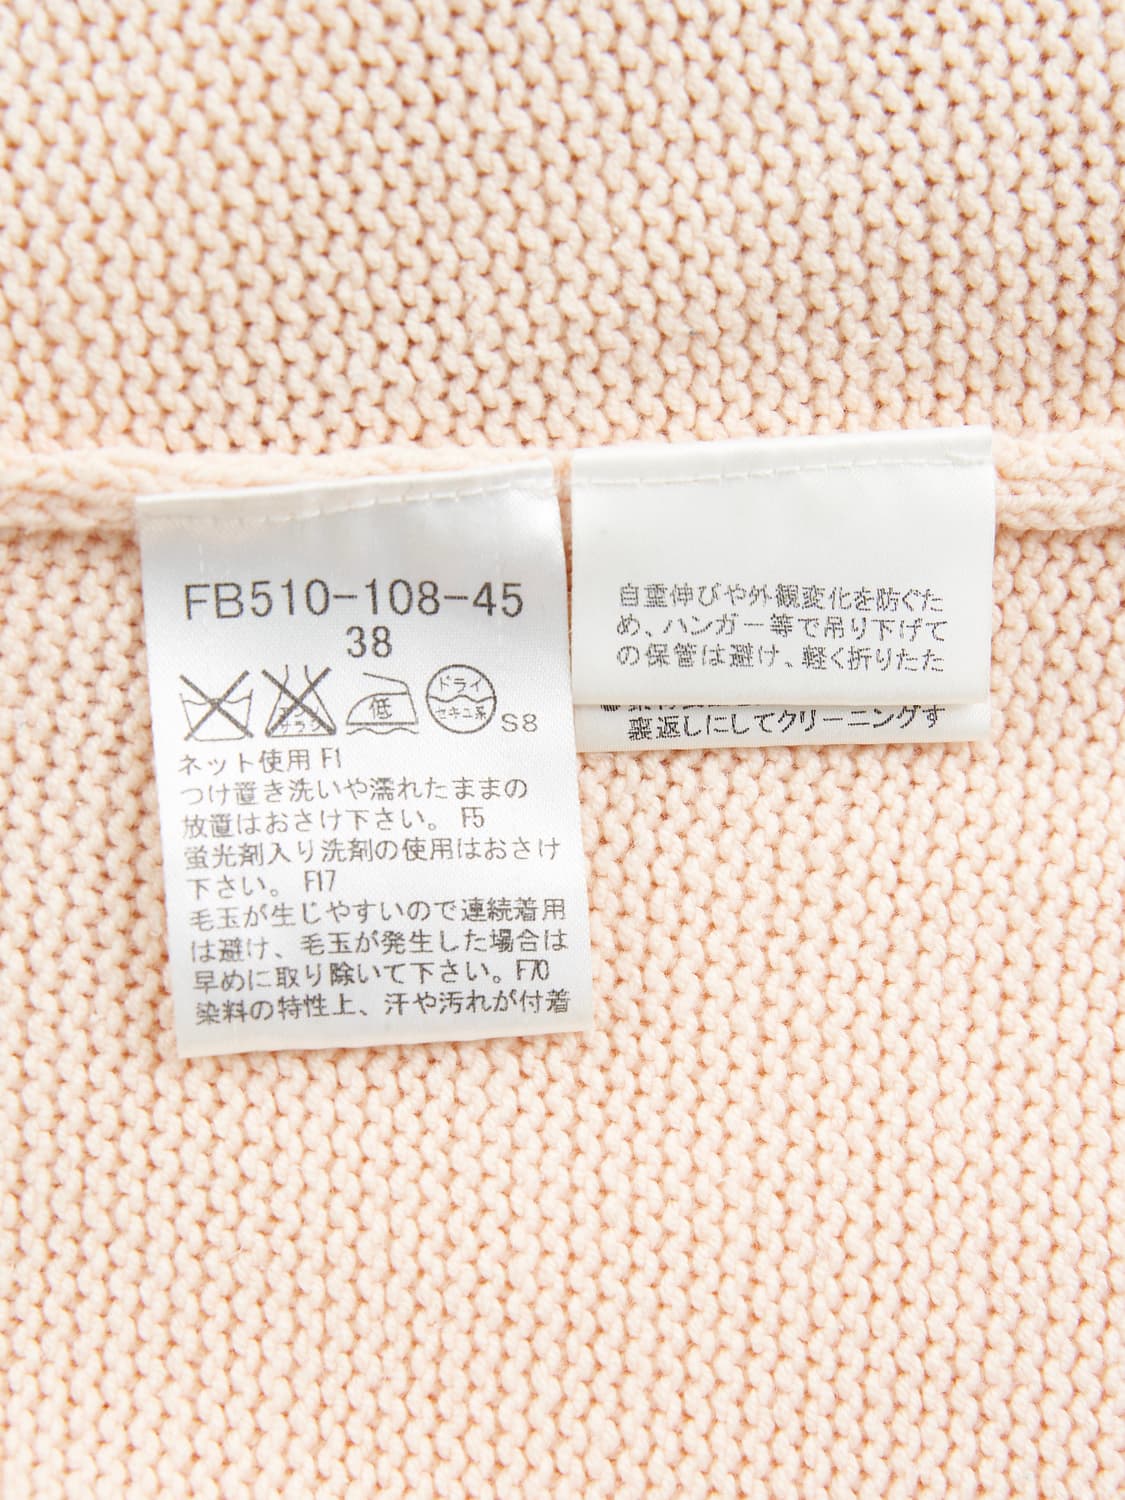 FB510-108-45
38
サラシ
低
ドライ
セキユ系
S8
ネット使用 F1
つけ置き洗いや濡れたままの
放置はおさけ下さい。 F5
蛍光剤入り洗剤の使用はおさけ
下さい。 F17
毛玉が生じやすいので連続着用
は避け、毛玉が発生した場合は
早めに取り除いて下さい。F70
染料の特性上、汗や汚れが付着
自重伸びや外観変化を防ぐた
め、ハンガー等で吊り下げて
の保管は避け、軽く折りたた
裏返しにしてクリーニングす